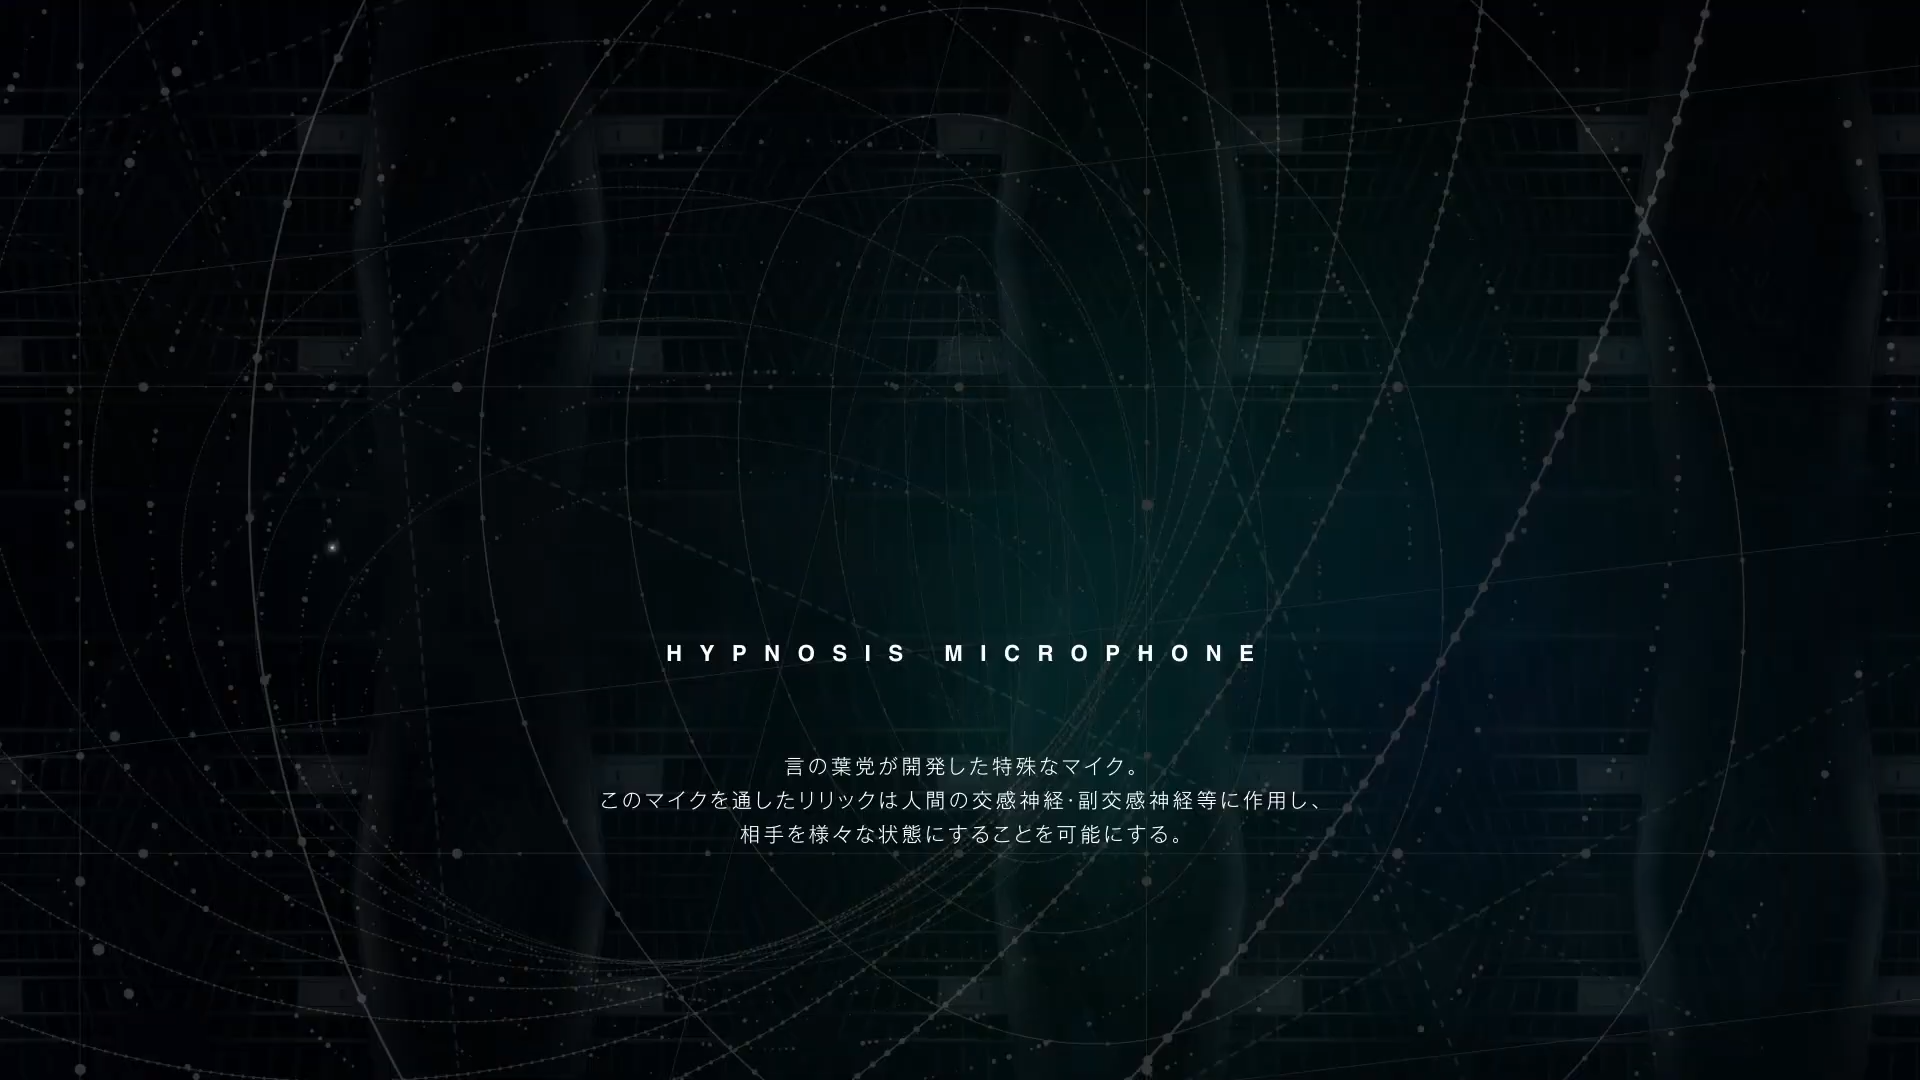 HYPNOSIS MICROPHONE
言の葉党が開発した特殊なマイク。
このマイクを通したリリックは人間の交感神経·副交感神経等に作用し、
相手を様々な状態にすることを可能にする。